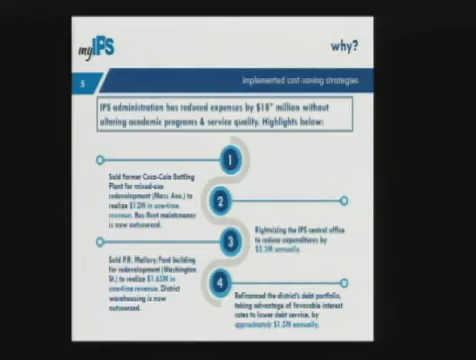 myIPS
why?
5
implemented cost-saving strategies
IPS administration has reduced expenses by $18* million without
altering academic programs & service quality. Highlights below:
1
Sold former Coca-Cola Bottling
Plant for mixed-use
redevelopment (Mass. Ave.) to
realize $12M in one-time
revenue. Bus fleet maintenance
is now outsourced.
2
Rightsizing the IPS central office
to reduce expenditures by
annually.
3
Sold P.R. Mallory/Ford building
for redevelopment (Washington
St.) to realize $1.65M in
one-time revenue. District
warehousing is now
outsourced.
4
Refinanced the district's debt portfolio,
taking advantage of favorable interest
rates to lower debt service, by
approximately $1.5M annually.